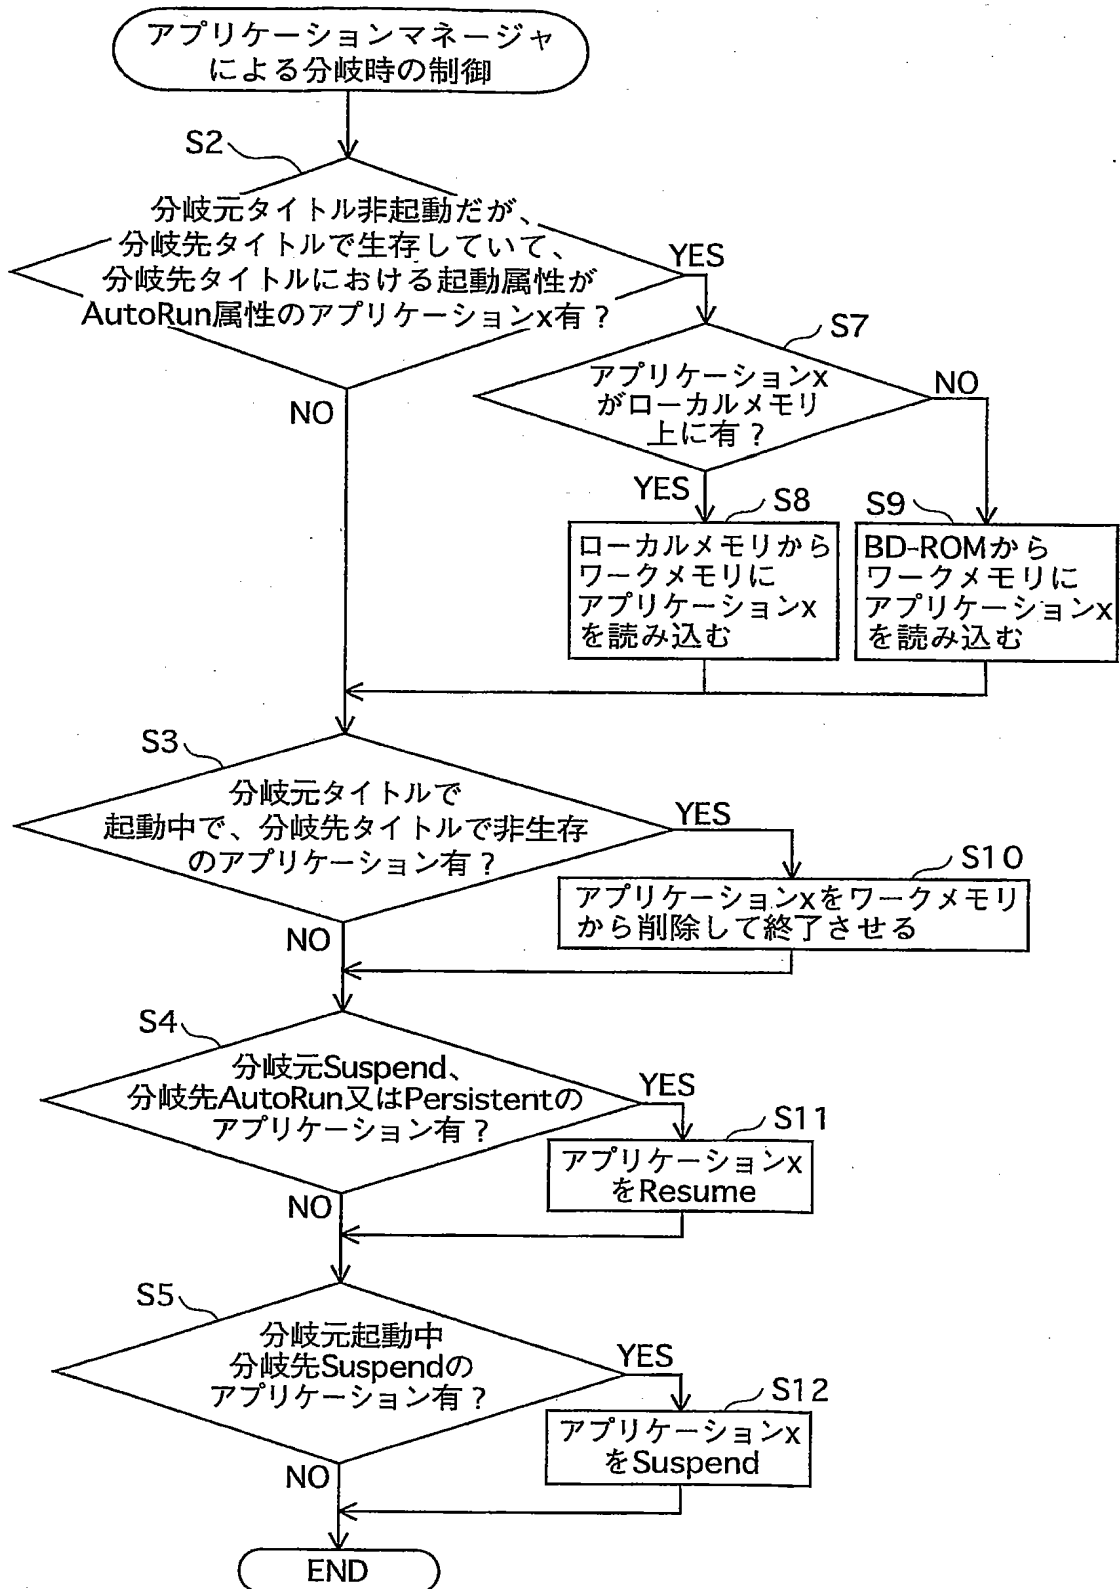 アプリケーションマネージャ
による分岐時の制御
S2
分岐元タイトル非起動だが、
分岐先タイトルで生存していて、
分岐先タイトルにおける起動属性が
AutoRun属性のアプリケーションx有？
YES
NO
S7
アプリケーションx
がローカルメモリ
上に有？
NO
YES
S8
ローカルメモリから
ワークメモリに
アプリケーションx
を読み込む
S9
BD-ROMから
ワークメモリに
アプリケーションx
を読み込む
S3
分岐元タイトルで
起動中で、分岐先タイトルで非生存
のアプリケーション有？
YES
NO
S10
アプリケーションxをワークメモリ
から削除して終了させる
S4
分岐元Suspend、
分岐先AutoRun又はPersistentの
アプリケーション有？
YES
NO
S11
アプリケーションx
をResume
S5
分岐元起動中
分岐先Suspendの
アプリケーション有？
YES
NO
S12
アプリケーションx
をSuspend
END